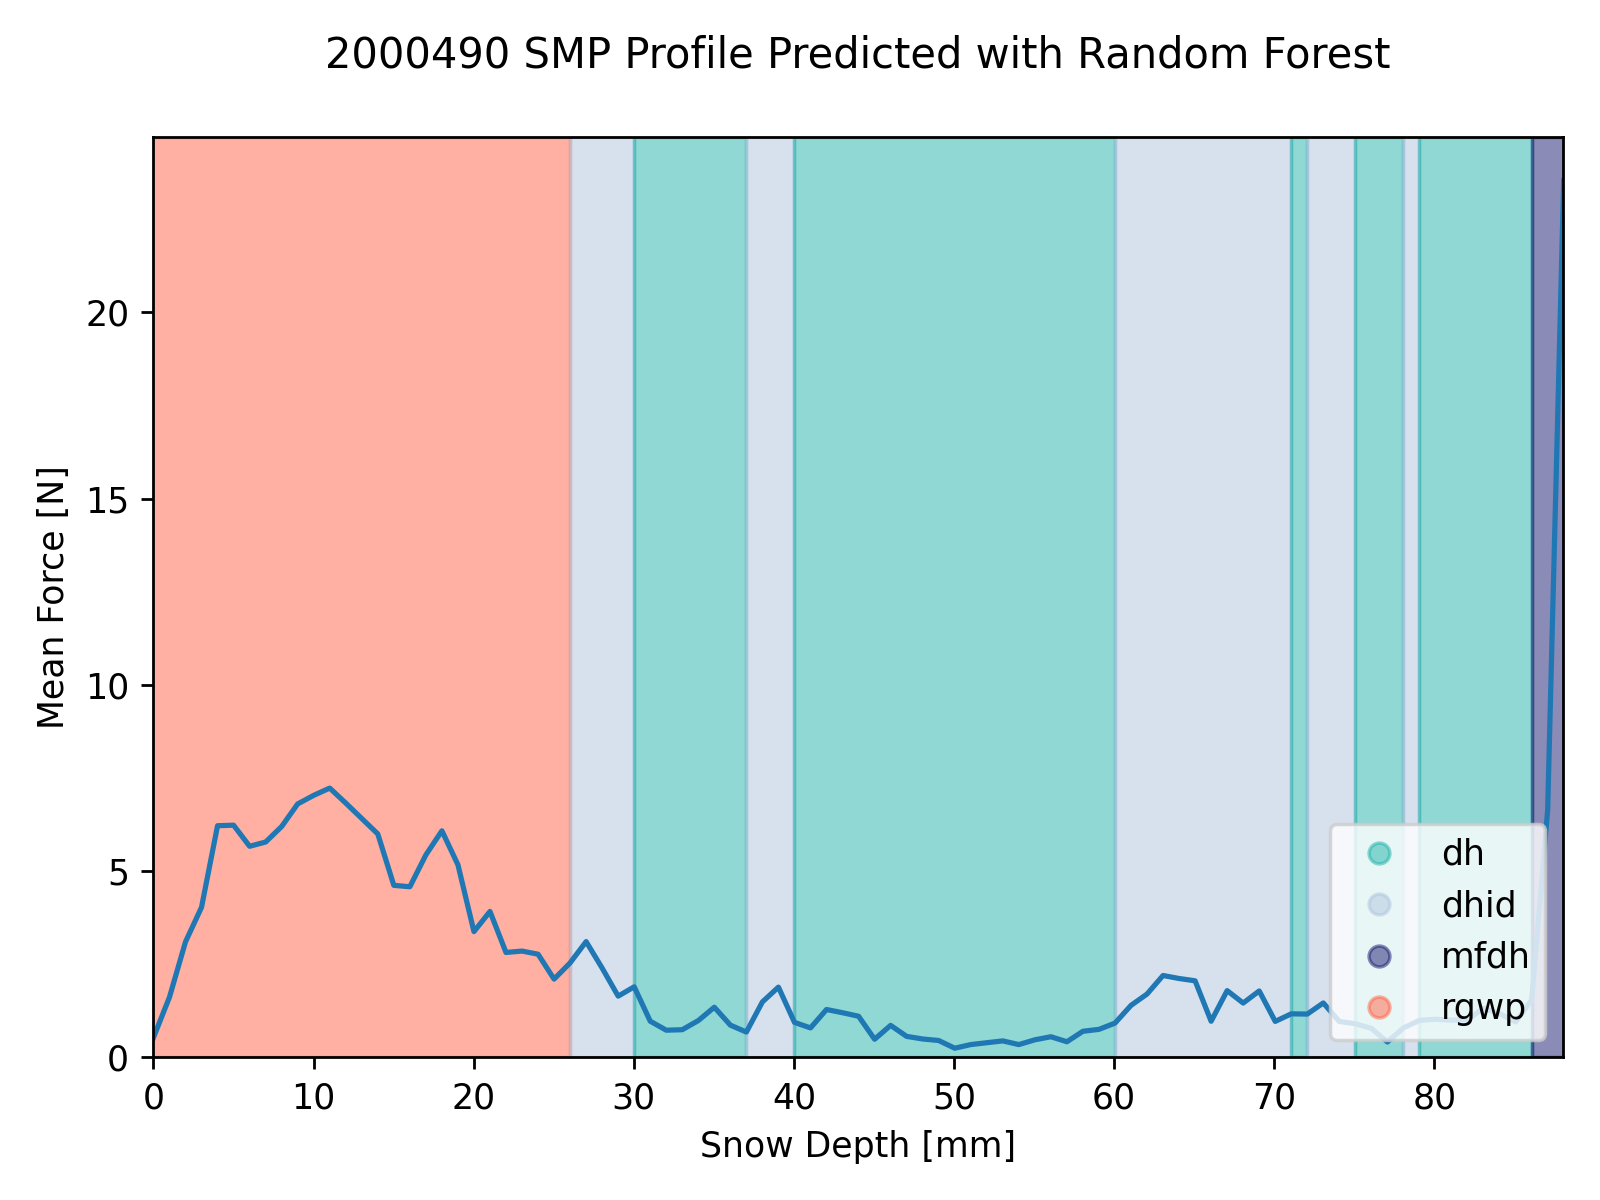 2000490 SMP Profile Predicted with Random Forest
Mean Force [N]
20
15
10
5
0
0 10 20 30 40 50 60 70 80
Snow Depth [mm]
dh
dhid
mfdh
rgwp